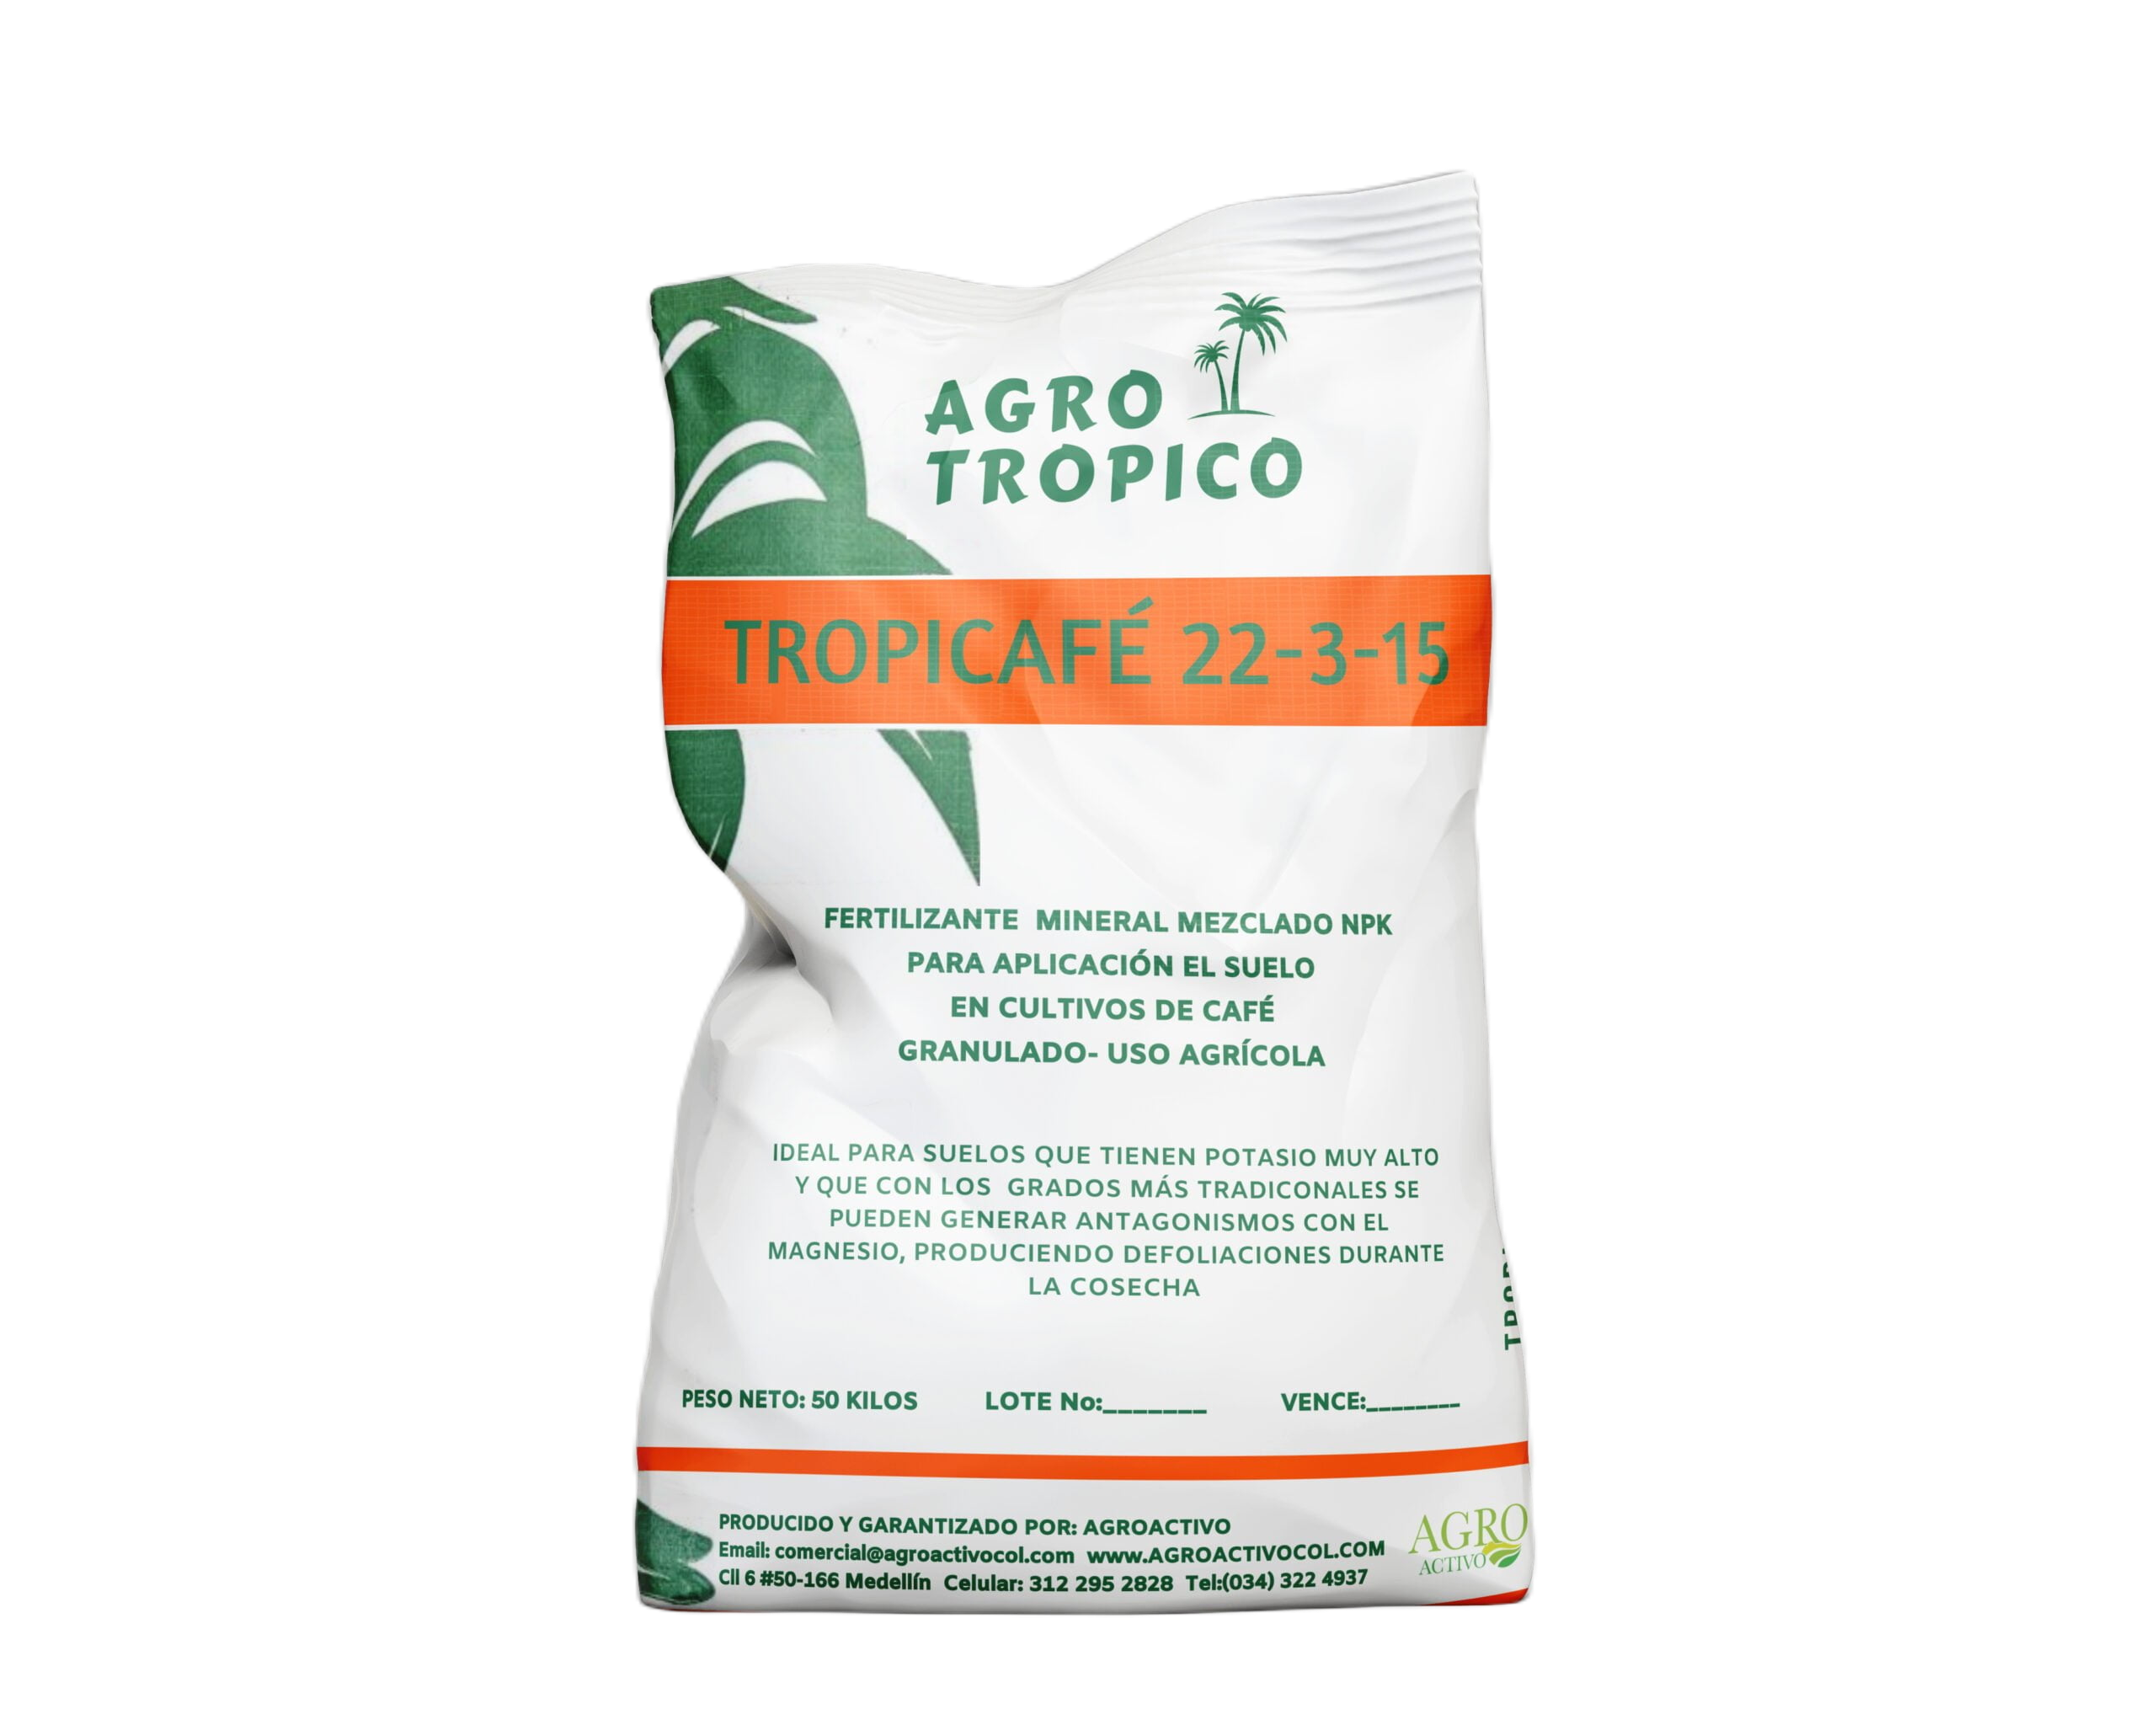 AGRO
TROPICO
TROPICAFÉ 22-3-15
FERTILIZANTE MINERAL MEZCLADO NPK
PARA APLICACIÓN EL SUELO
EN CULTIVOS DE CAFÉ
GRANULADO- USO AGRÍCOLA
IDEAL PARA SUELOS QUE TIENEN POTASIO MUY ALTO
Y QUE CON LOS GRADOS MÁS TRADICONALES SE
PUEDEN GENERAR ANTAGONISMOS CON EL
MAGNESIO, PRODUCIENDO DEFOLIACIONES DURANTE
LA COSECHA
PESO NETO: 50 KILOS LOTE No:_______ VENCE:________
PRODUCIDO Y GARANTIZADO POR: AGROACTIVO
Email: comercial@agroactivocol.com www.AGROACTIVOCOL.COM
Cll 6 #50-166 Medellín Celular: 312 295 2828 Tel:(034) 322 4937
AGRO
ACTIVO